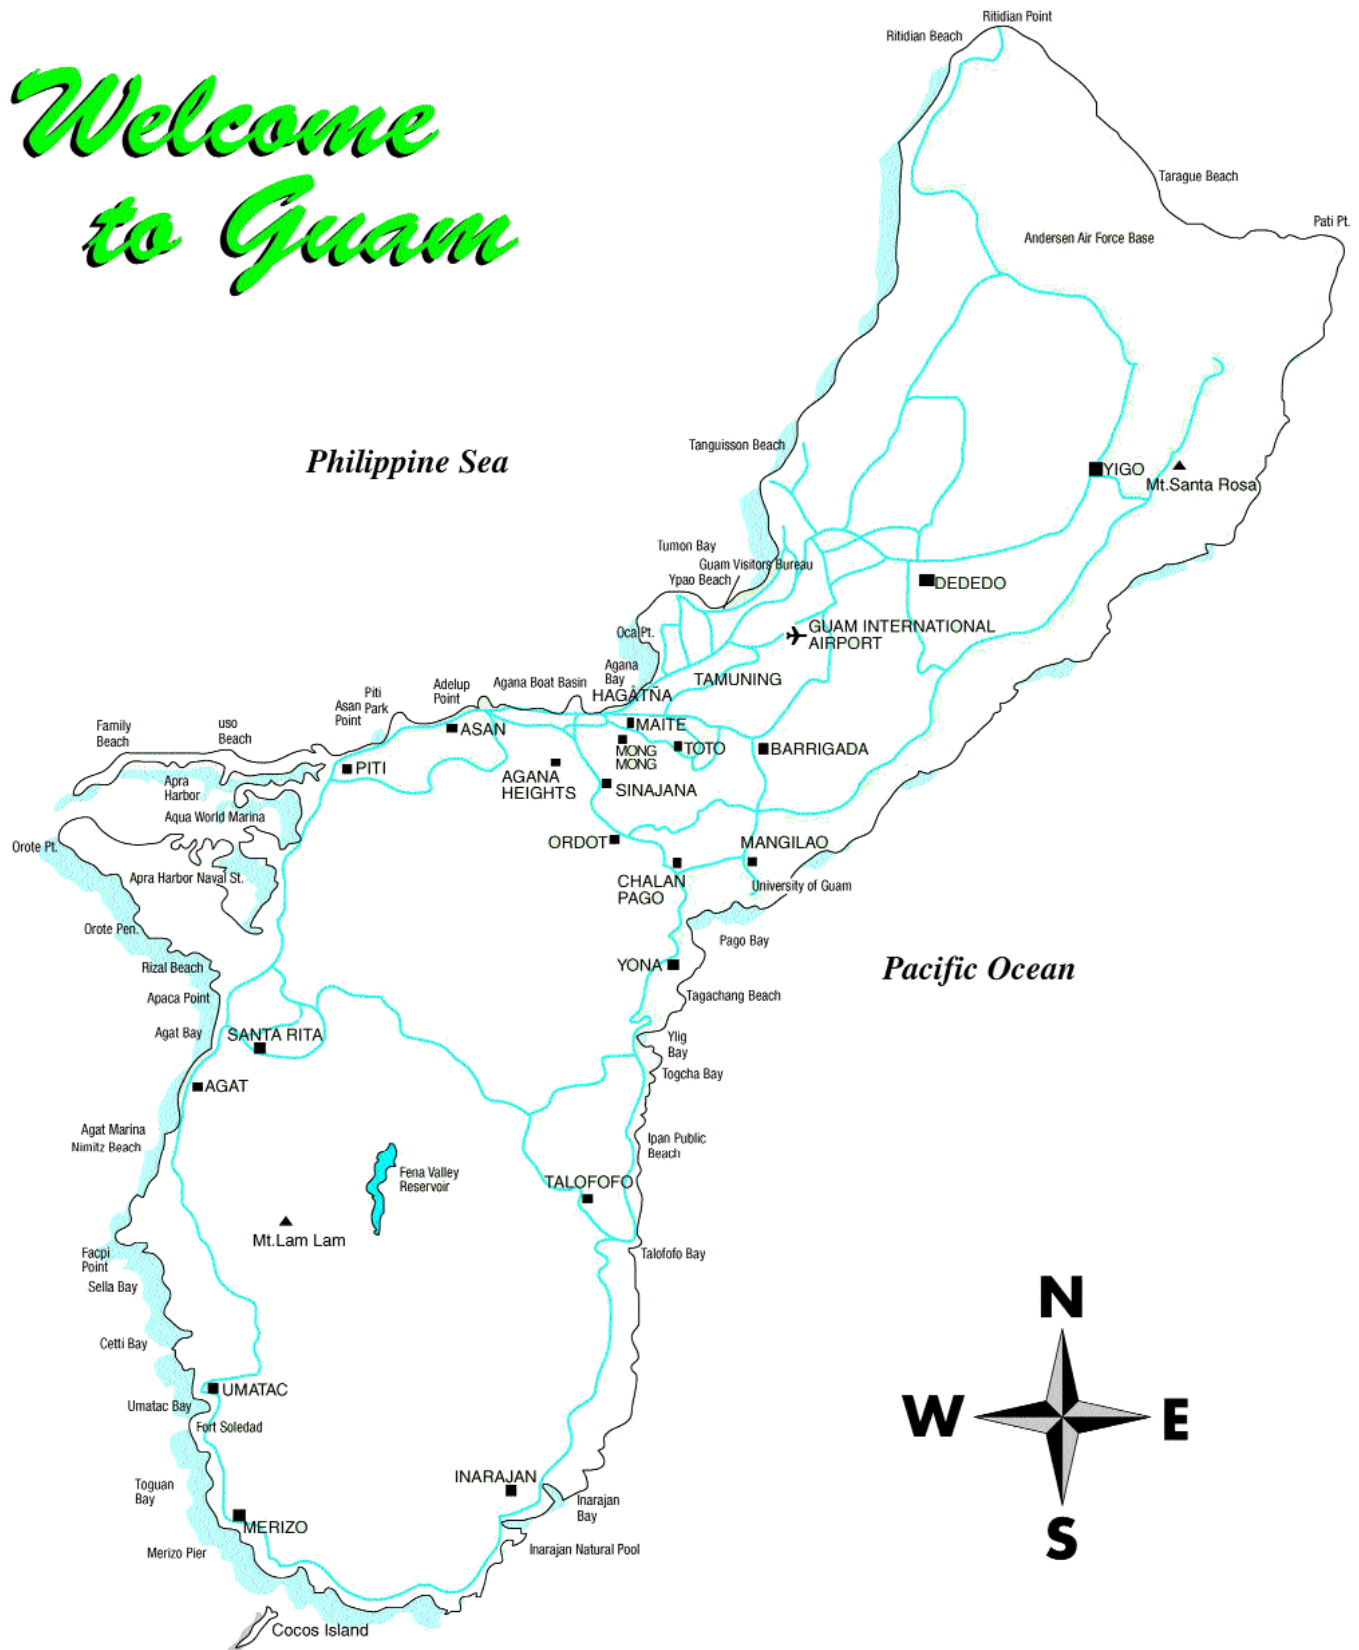 Welcome
to Guam
Ritidian Point
Ritidian Beach
Tarague Beach
Pati Pt.
Andersen Air Force Base
Philippine Sea
Tanguisson Beach
YIGO
Mt.Santa Rosa
Tumon Bay
Guam Visitors Bureau
Ypao Beach
DEDEDO
GUAM INTERNATIONAL
AIRPORT
Oca Pt.
Agana
Bay
TAMUNING
HAGÅTÑA
Agana Boat Basin
Adelup
Point
Piti
Park
Asan
Point
uso
Beach
Family
Beach
ASAN
MAITE
MONG
MONG
TOTO
BARRIGADA
PITI
AGANA
HEIGHTS
SINAJANA
Apra
Harbor
Aqua World Marina
ORDOT
MANGILAO
Orote Pt.
Apra Harbor Naval St.
CHALAN
PAGO
University of Guam
Orote Pen.
Pago Bay
YONA
Pacific Ocean
Rizal Beach
Apaca Point
Tagachang Beach
Agat Bay
SANTA RITA
Ylig
Bay
Togcha Bay
AGAT
Agat Marina
Nimitz Beach
Ipan Public
Beach
Fena Valley
Reservoir
TALOFOFO
Mt.Lam Lam
Talofofo Bay
Facpi
Point
Sella Bay
N
Cetti Bay
UMATAC
Umatac Bay
W
E
Fort Soledad
INARAJAN
Toguan
Bay
Inarajan
Bay
MERIZO
S
Merizo Pier
Inarajan Natural Pool
Cocos Island